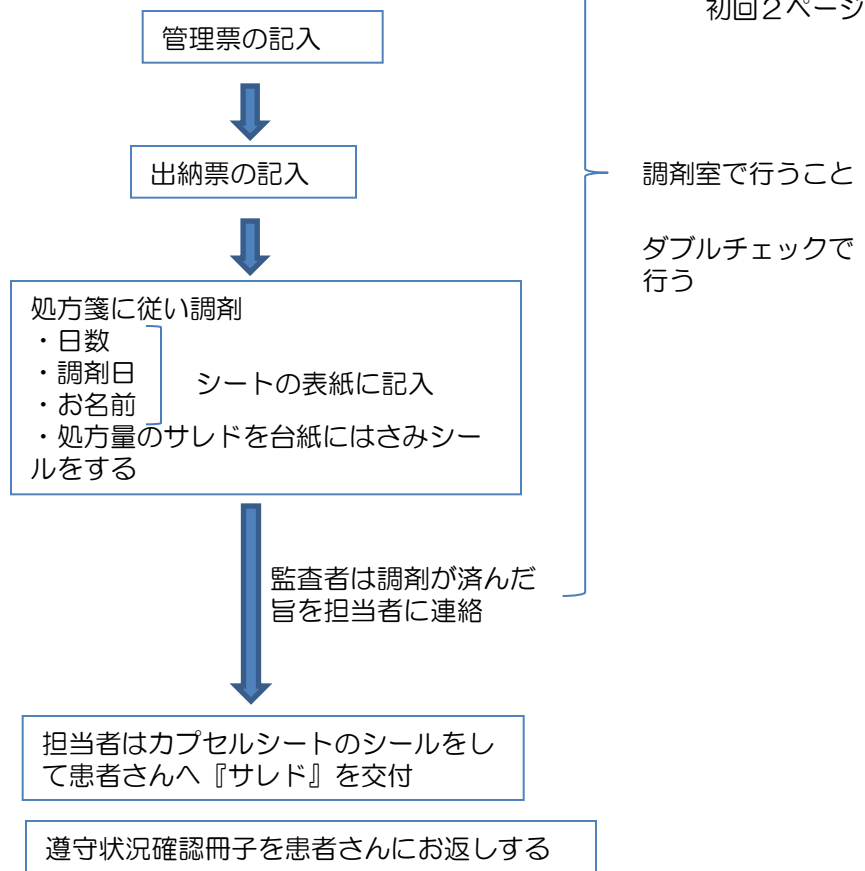 初回２ページ
管理票の記入
出納票の記入
調剤室で行うこと
ダブルチェックで
行う
処方箋に従い調剤
・日数
・調剤日
・お名前
シートの表紙に記入
・処方量のサレドを台紙にはさみシー
ルをする
監査者は調剤が済んだ
旨を担当者に連絡
担当者はカプセルシートのシールをし
て患者さんへ『サレド』を交付
遵守状況確認冊子を患者さんにお返しする